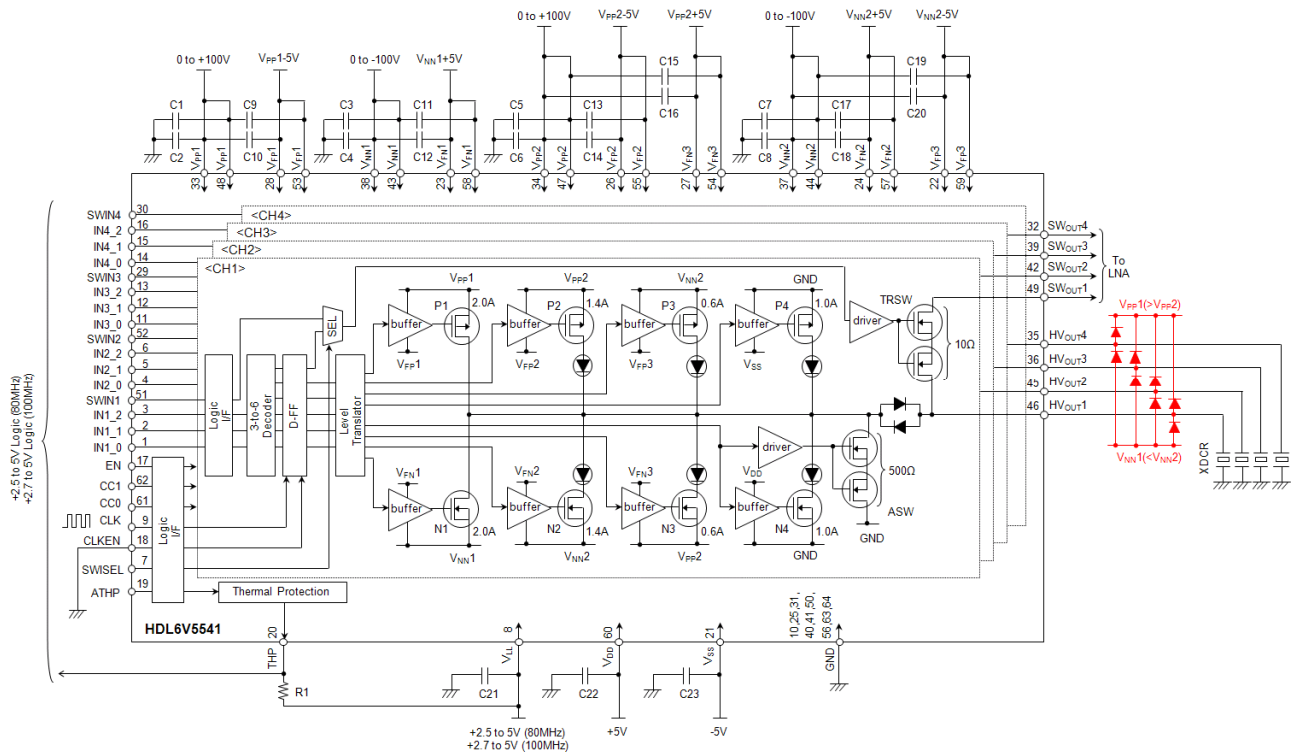 0 to +100V
VPP2-5V
VPP2+5V
0 to -100V
VNN2+5V
VNN2-5V
0 to +100V
VPP1-5V
0 to -100V
VNN1+5V
C15
C19
C16
C20
C1
C9
C3
C11
C5
C13
C7
C17
C2
C10
C4
C12
C6
C14
C8
C18
33 VPP1
48 VPP1
28 VFP1
53 VFP1
38 VNN1
43 VNN1
23 VFN1
58 VFN1
34 VPP2
47 VPP2
26 VFP2
55 VFP2
27 VFN3
54 VFN3
37 VNN2
44 VNN2
24 VFN2
57 VFN2
22 VFP3
59 VFP3
+2.5 to 5V Logic (80MHz)
+2.7 to 5V Logic (100MHz)
SWIN4 30
IN4_2 16
IN4_1 15
IN4_0 14
SWIN3 29
IN3_2 13
IN3_1 12
IN3_0 11
SWIN2 52
IN2_2 6
IN2_1 5
IN2_0 4
SWIN1 51
IN1_2 3
IN1_1 2
IN1_0 1
EN 17
CC1 62
CC0 61
CLK 9
CLKEN 18
SWISEL 7
ATHP 19
<CH4>
<CH3>
<CH2>
<CH1>
Logic I/F
3-to-6 Decoder
D-FF
SEL
Level Translator
Logic I/F
Thermal Protection
VPP1
VPP2
VNN2
GND
P1 2.0A
P2 1.4A
P3 0.6A
P4 1.0A
buffer
buffer
buffer
buffer
driver
TRSW
10Ω
VFP1
VFP2
VFP3
VSS
driver
500Ω
ASW
GND
VFN1
VFN2
VFN3
VDD
buffer
buffer
buffer
buffer
N1 2.0A
N2 1.4A
N3 0.6A
N4 1.0A
VNN1
VNN2
VPP2
GND
32 SWOUT4
39 SWOUT3
42 SWOUT2
49 SWOUT1
To LNA
35 HVOUT4
36 HVOUT3
45 HVOUT2
46 HVOUT1
VPP1(>VPP2)
VNN1(<VNN2)
XDCR
HDL6V5541
20
THP
R1
8
VLL
C21
60
VDD
C22
21
VSS
C23
10,25,31,
40,41,50,
56,63,64
GND
+2.5 to 5V (80MHz)
+2.7 to 5V (100MHz)
+5V
-5V